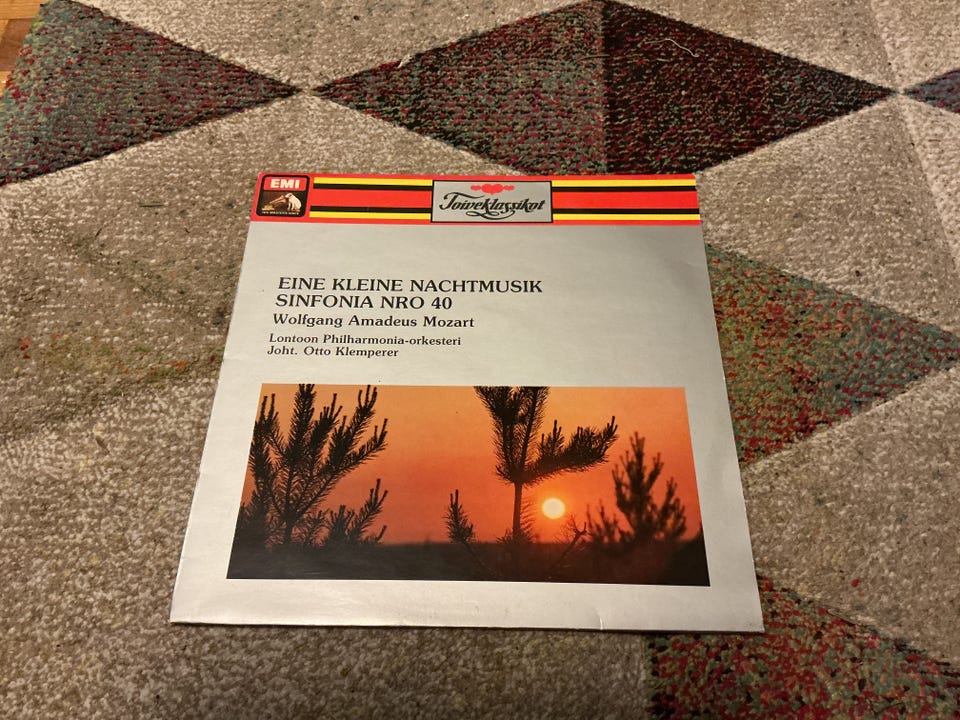 EMI
Toiveklassikot
EINE KLEINE NACHTMUSIK
SINFONIA NRO 40
Wolfgang Amadeus Mozart
Lontoon Philharmonia-orkesteri
Joht. Otto Klemperer